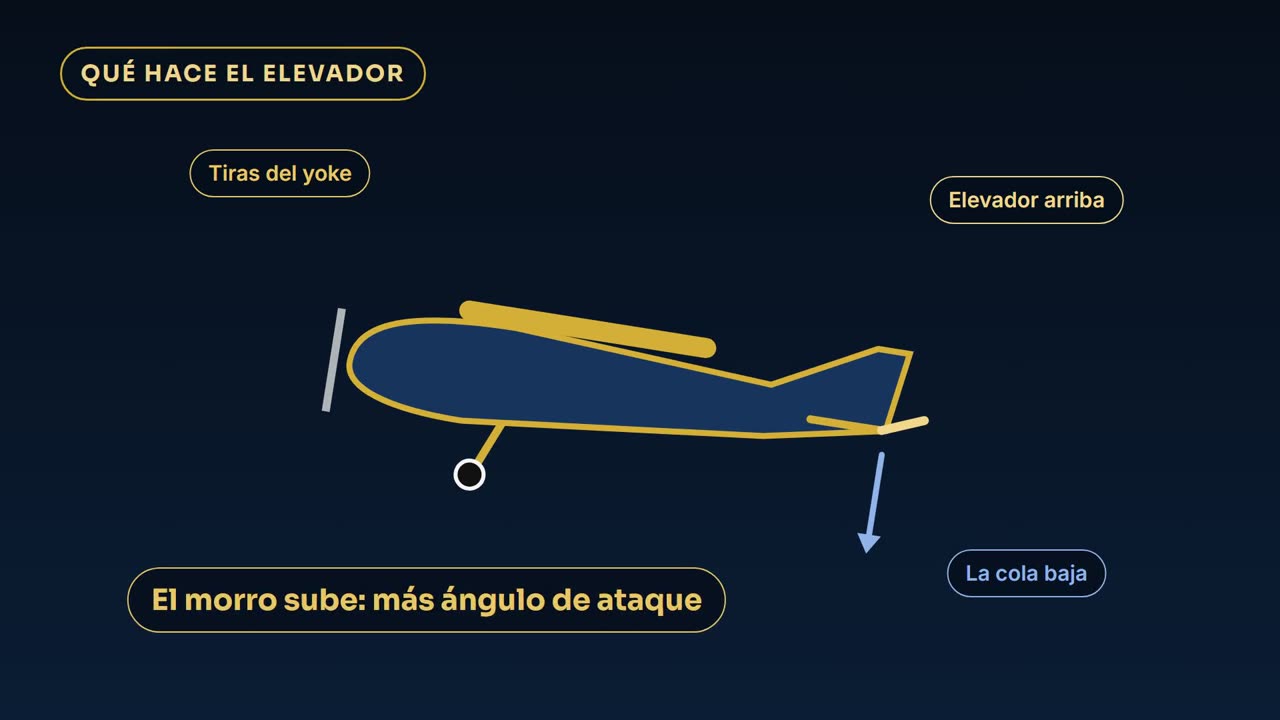 QUÉ HACE EL ELEVADOR
Tiras del yoke
Elevador arriba
La cola baja
El morro sube: más ángulo de ataque